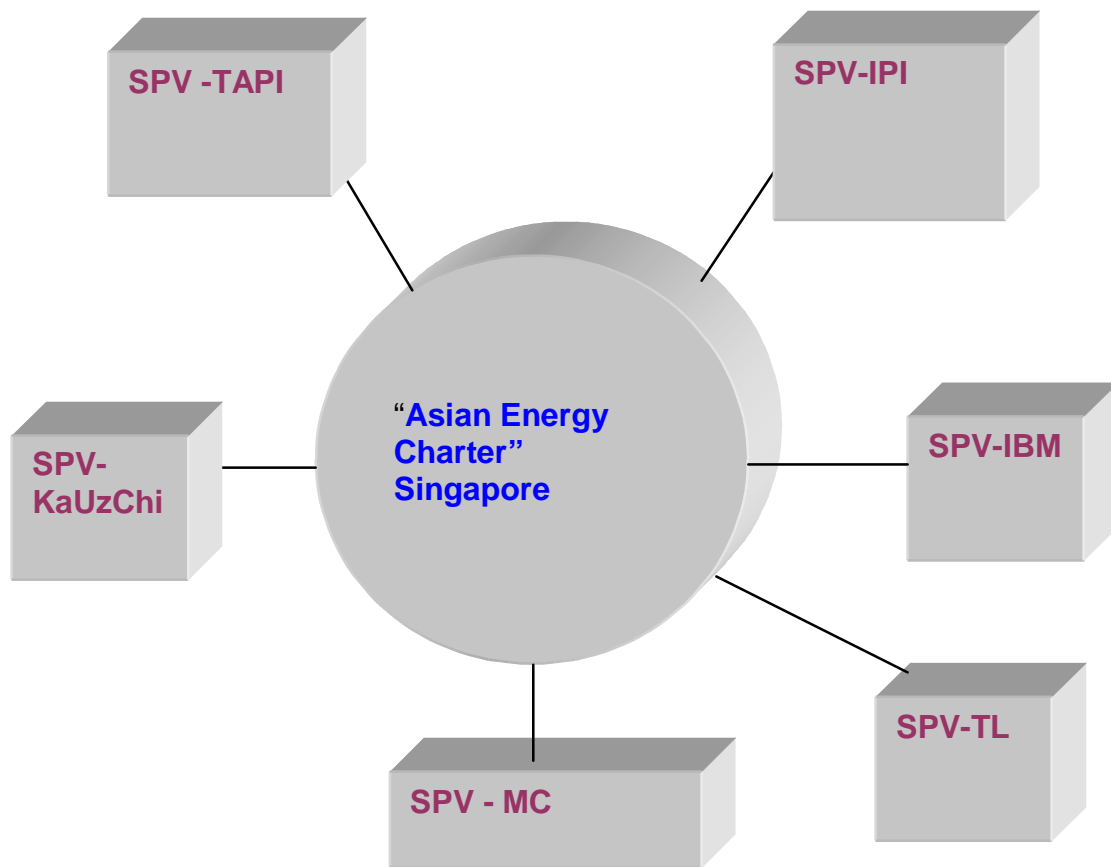 SPV -TAPI
SPV-IPI
“Asian Energy
Charter”
Singapore
SPV-
KaUzChi
SPV-IBM
SPV-TL
SPV - MC